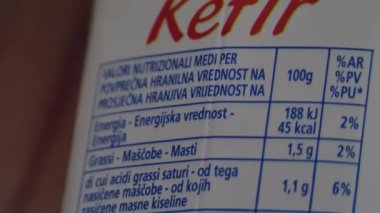 Kefir
VALORI NUTRIZIONALI MEDI PER
POVPREČNA HRANILNA VREDNOST NA
PROSJEČNA HRANJIVA VRIJEDNOST NA
100g
%AR
%PV
%PU*
Energia - Energijska vrednost -
Energija
188 kJ
45 kcal
2%
Grassi - Maščobe - Masti
1,5 g
2%
di cui acidi grassi saturi - od tega
nasičene maščobe - od kojih
zasićene masne kiseline
1,1 g
6%